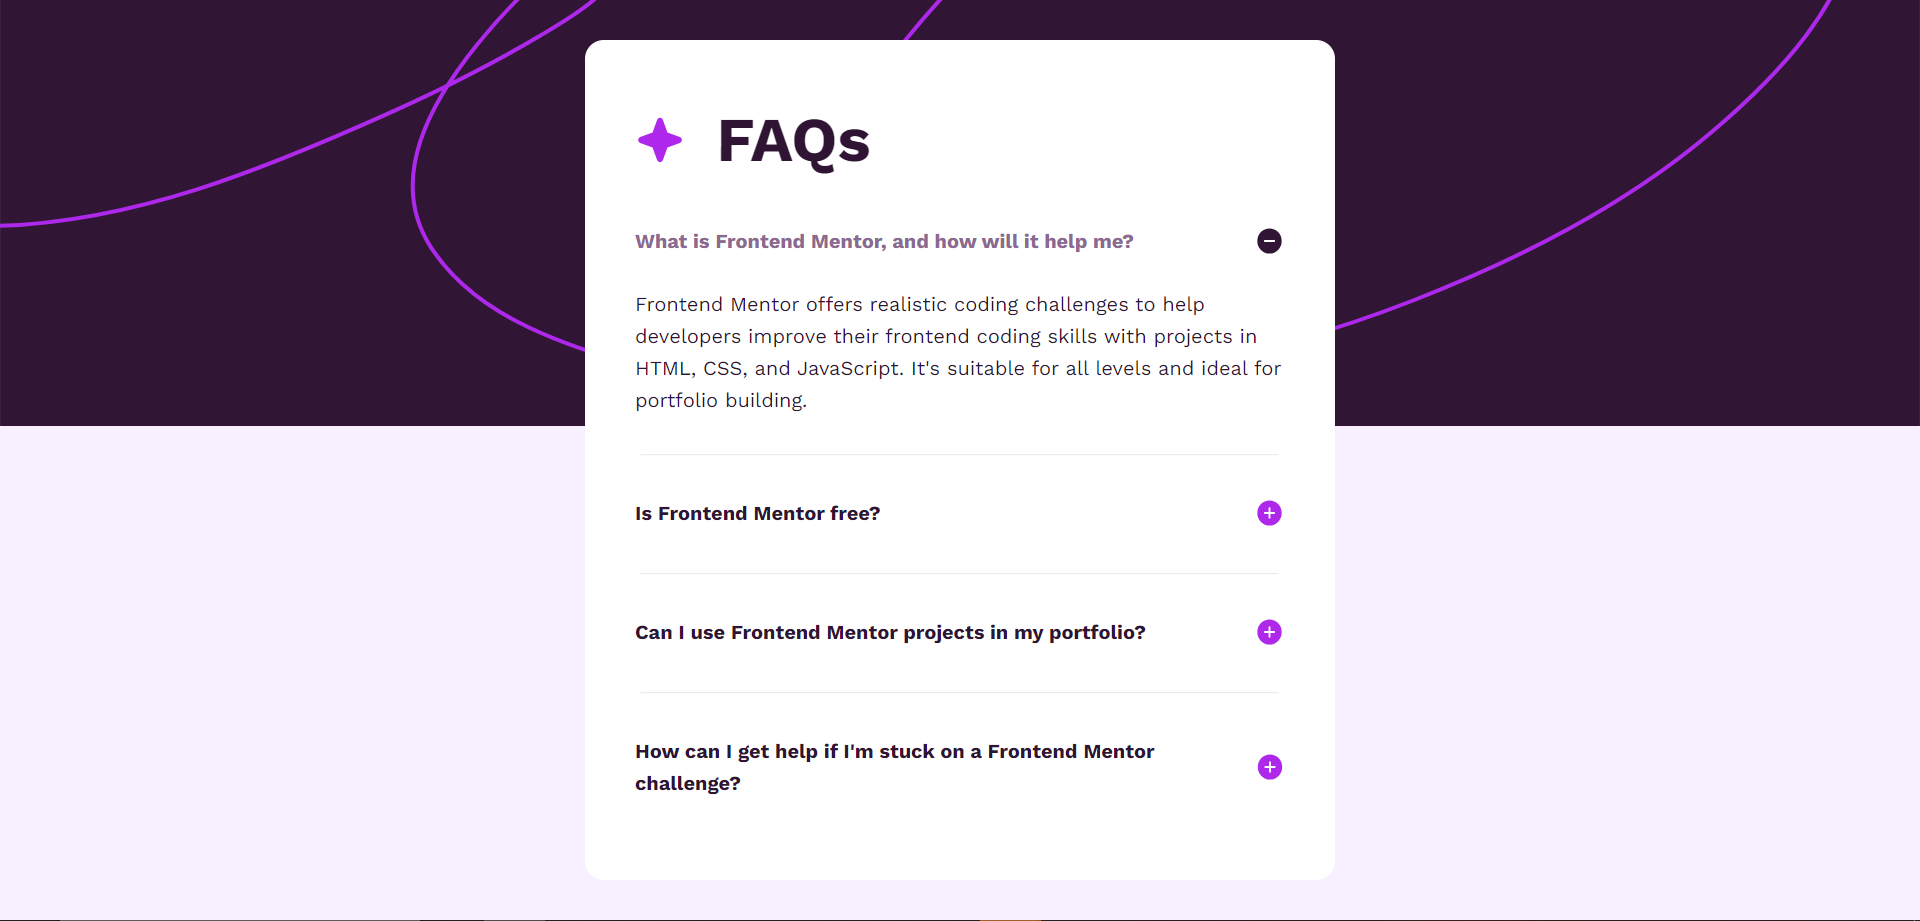 FAQs
What is Frontend Mentor, and how will it help me?
Frontend Mentor offers realistic coding challenges to help
developers improve their frontend coding skills with projects in
HTML, CSS, and JavaScript. It's suitable for all levels and ideal for
portfolio building.
Is Frontend Mentor free?
Can I use Frontend Mentor projects in my portfolio?
How can I get help if I'm stuck on a Frontend Mentor
challenge?